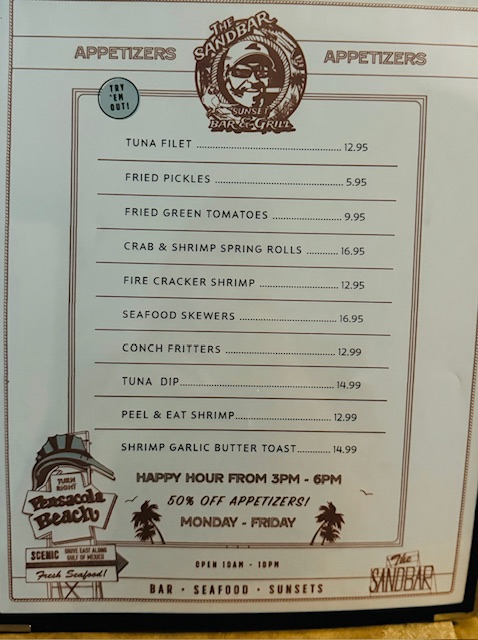 THE
SANDBAR
SUNSET
BAR & GRILL
APPETIZERS APPETIZERS
TRY
'EM
OUT!
TUNA FILET ........ 12.95
FRIED PICKLES ........ 5.95
FRIED GREEN TOMATOES ........ 9.95
CRAB & SHRIMP SPRING ROLLS ........ 16.95
FIRE CRACKER SHRIMP ........ 12.95
SEAFOOD SKEWERS ........ 16.95
CONCH FRITTERS ........ 12.99
TUNA DIP........ 14.99
PEEL & EAT SHRIMP........ 12.99
SHRIMP GARLIC BUTTER TOAST........ 14.99
HAPPY HOUR FROM 3PM - 6PM
50% OFF APPETIZERS!
MONDAY - FRIDAY
TURN
RIGHT
Pensacola
Beach
SCENIC DRIVE EAST ALONG
GULF OF MEXICO
Fresh Seafood!
OPEN 10AM - 10PM
BAR - SEAFOOD - SUNSETS
The
SANDBAR